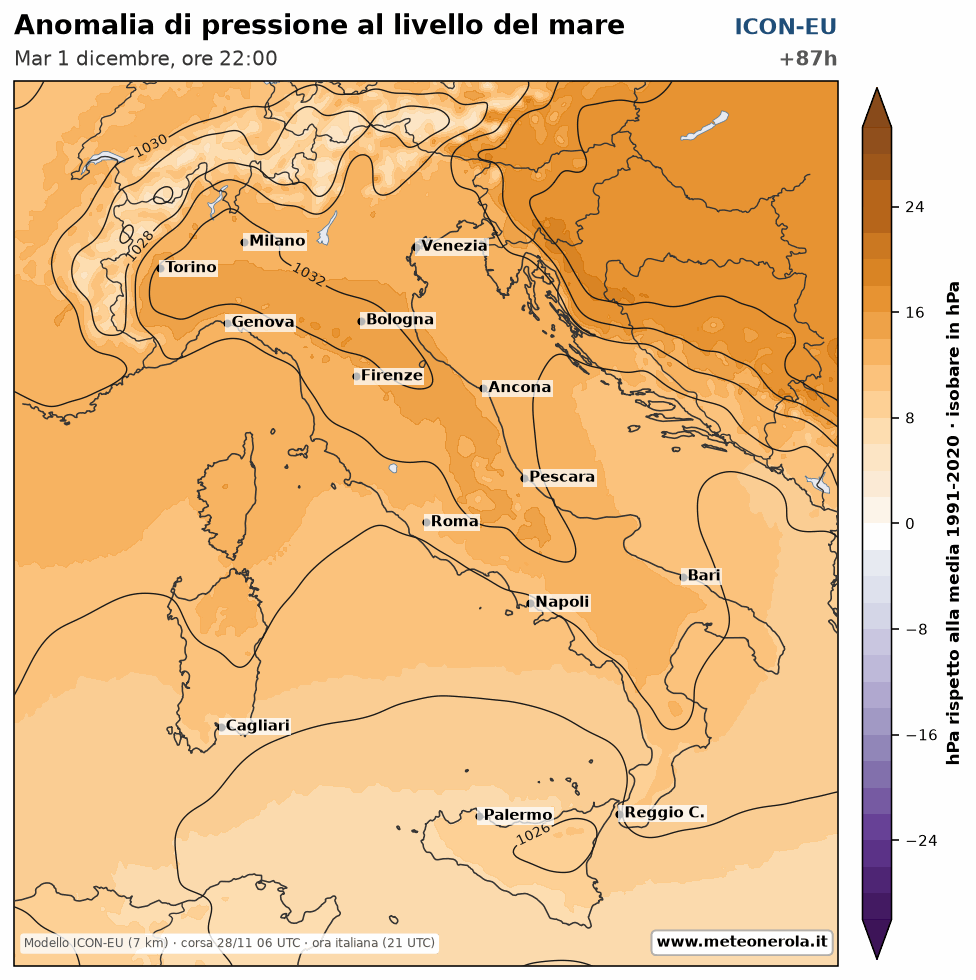 Anomalia di pressione al livello del mare
ICON-EU
Mar 1 dicembre, ore 22:00
+87h
1030
1028
Milano
Venezia
Torino
1032
Genova
Bologna
Firenze
Ancona
Pescara
Roma
Bari
Napoli
Cagliari
Palermo
Reggio C.
1026
24
16
8
0
−8
−16
−24
hPa rispetto alla media 1991-2020 · isobare in hPa
Modello ICON-EU (7 km) · corsa 28/11 06 UTC · ora italiana (21 UTC)
www.meteonerola.it